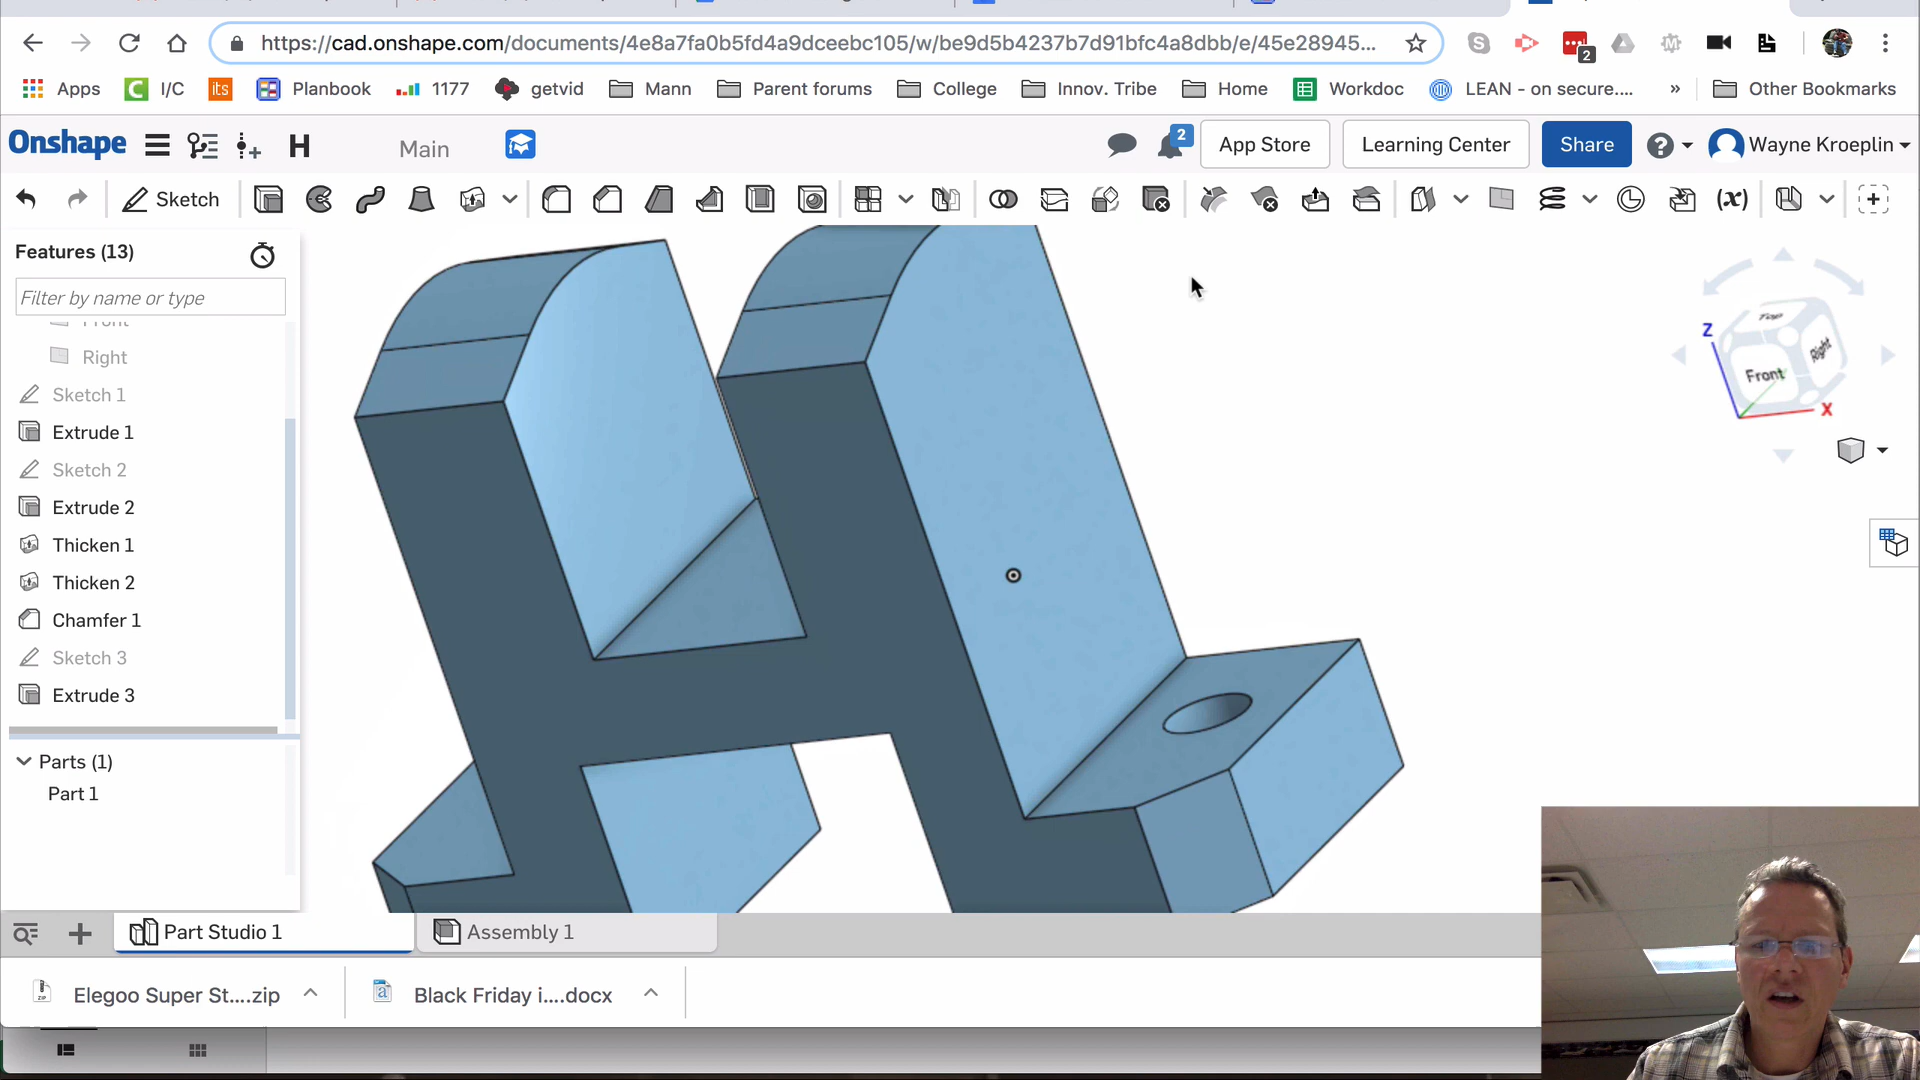 https://cad.onshape.com/documents/4e8a7fa0b5fd4a9dceebc105/w/be9d5b4237b7d91bfc4a8dbb/e/45e28945...
2
Apps
I/C
its
Planbook
1177
getvid
Mann
Parent forums
College
Innov. Tribe
Home
Workdoc
LEAN - on secure....
»
Other Bookmarks
Onshape
H
Main
2
App Store
Learning Center
Share
Wayne Kroeplin
Sketch
(x)
Features (13)
Filter by name or type
Front
Right
Sketch 1
Extrude 1
Sketch 2
Extrude 2
Thicken 1
Thicken 2
Chamfer 1
Sketch 3
Extrude 3
Parts (1)
Part 1
Top
Front
Right
Z
X
Part Studio 1
Assembly 1
Elegoo Super St....zip
Black Friday i....docx